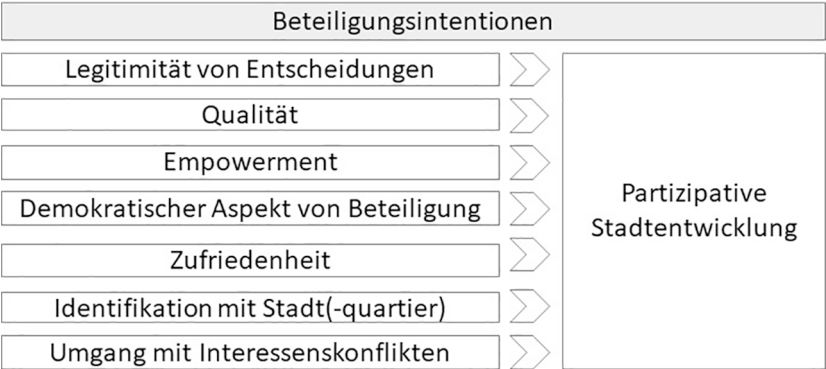 Beteiligungsintentionen
Legitimität von Entscheidungen
Qualität
Empowerment
Demokratischer Aspekt von Beteiligung
Zufriedenheit
Identifikation mit Stadt(-quartier)
Umgang mit Interessenskonflikten
Partizipative
Stadtentwicklung